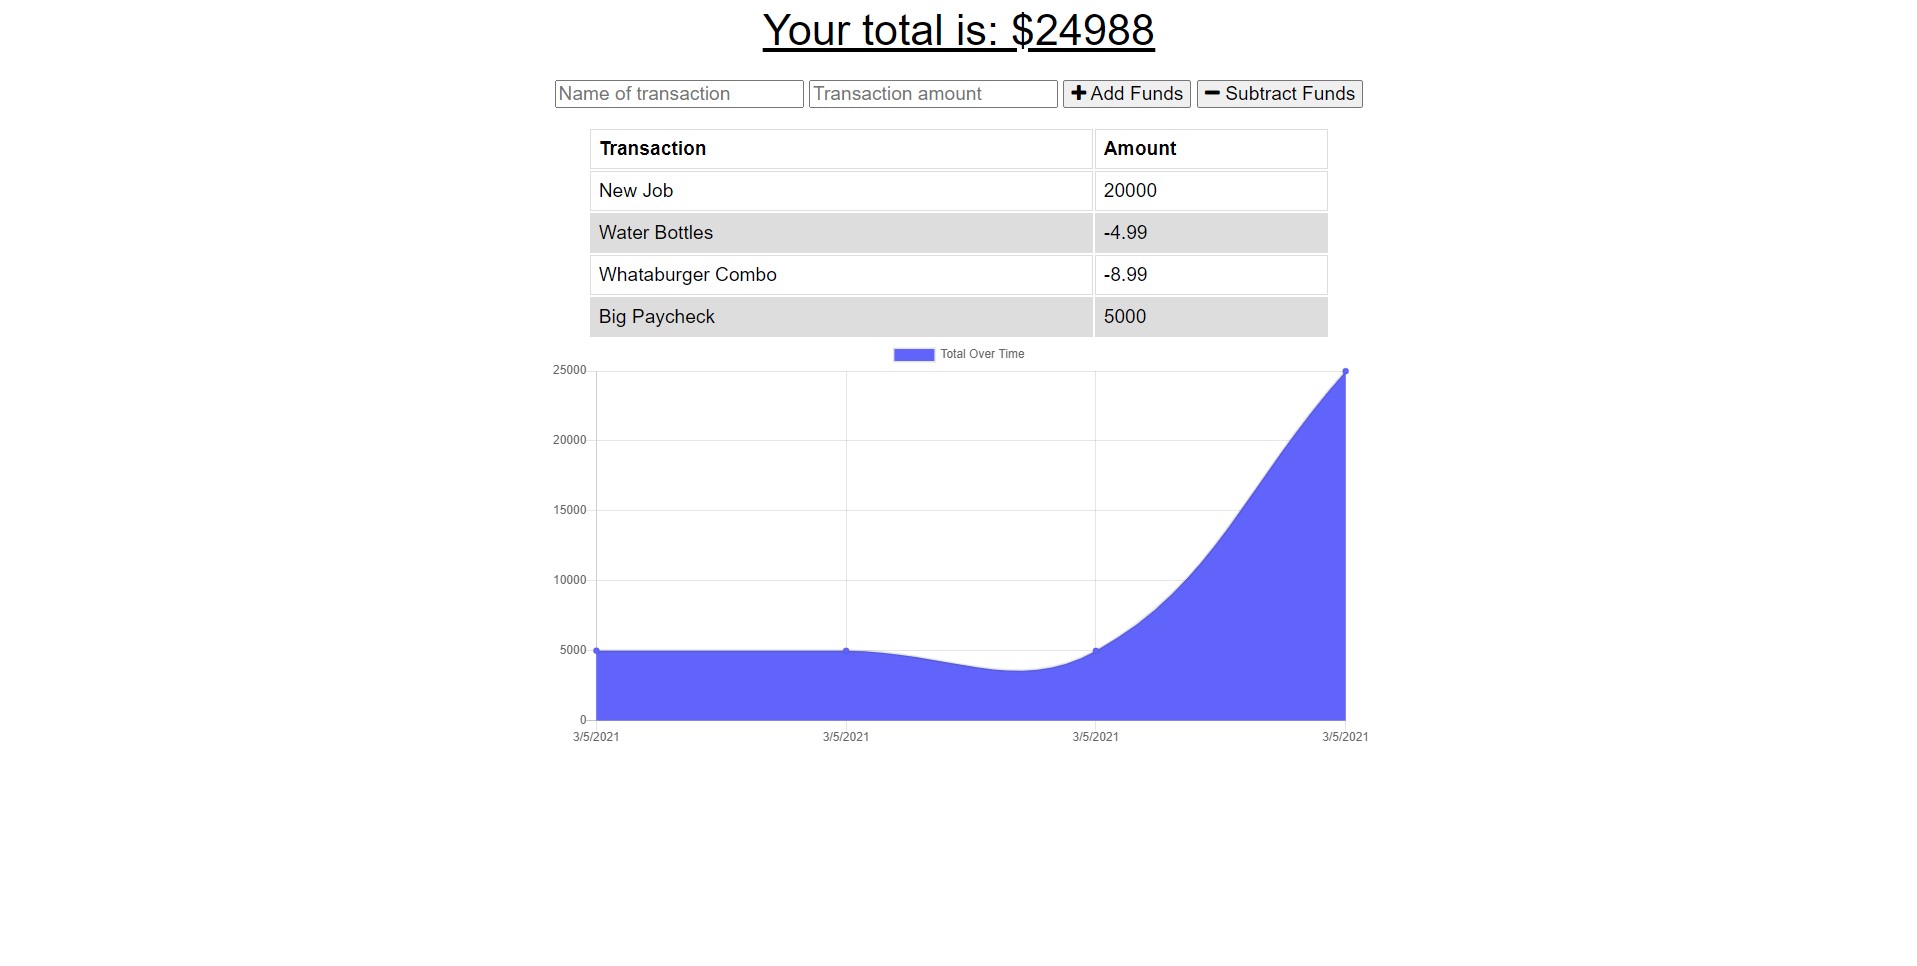 Your total is: $24988
Name of transaction Transaction amount Add Funds Subtract Funds
Transaction Amount
New Job 20000
Water Bottles -4.99
Whataburger Combo -8.99
Big Paycheck 5000
Total Over Time
25000
20000
15000
10000
5000
0
3/5/2021 3/5/2021 3/5/2021 3/5/2021